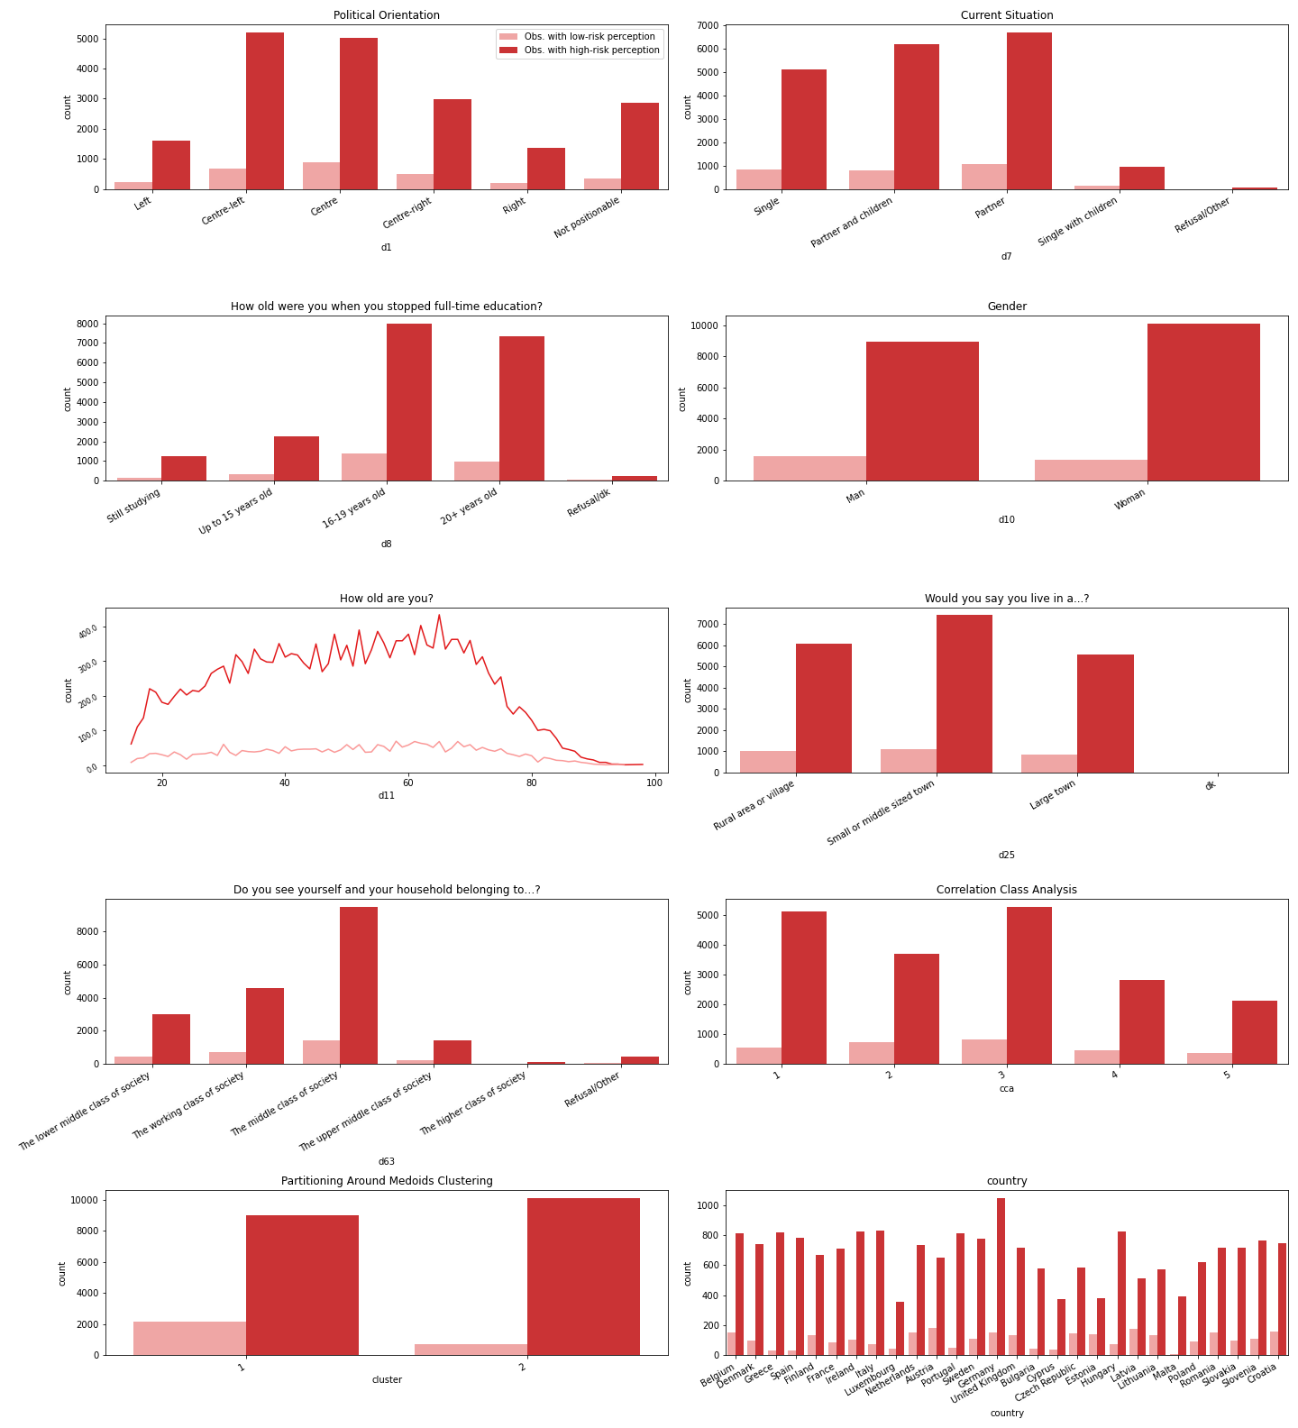 Political Orientation
Obs. with low-risk perception
Obs. with high-risk perception
5000
4000
3000
2000
1000
0
count
Left
Centre-left
Centre
Centre-right
Right
Not positionable
d1
Current Situation
7000
6000
5000
4000
3000
2000
1000
0
count
Single
Partner and children
Partner
Single with children
Refusal/Other
d7
How old were you when you stopped full-time education?
8000
7000
6000
5000
4000
3000
2000
1000
0
count
Still studying
Up to 15 years old
16-19 years old
20+ years old
Refusal/dk
d8
Gender
10000
8000
6000
4000
2000
0
count
Man
Woman
d10
How old are you?
400.0
300.0
200.0
100.0
0.0
count
20
40
60
80
100
d11
Would you say you live in a...?
7000
6000
5000
4000
3000
2000
1000
0
count
Rural area or village
Small or middle sized town
Large town
dk
d25
Do you see yourself and your household belonging to...?
8000
6000
4000
2000
0
count
The lower middle class of society
The working class of society
The middle class of society
The upper middle class of society
The higher class of society
Refusal/Other
d63
Correlation Class Analysis
5000
4000
3000
2000
1000
0
count
1
2
3
4
5
cca
Partitioning Around Medoids Clustering
10000
8000
6000
4000
2000
0
count
1
2
cluster
country
1000
800
600
400
200
0
count
Belgium
Denmark
Greece
Spain
Finland
France
Ireland
Italy
Luxembourg
Netherlands
Austria
Portugal
Sweden
Germany
United Kingdom
Bulgaria
Cyprus
Czech Republic
Estonia
Hungary
Latvia
Lithuania
Malta
Poland
Romania
Slovakia
Slovenia
Croatia
country